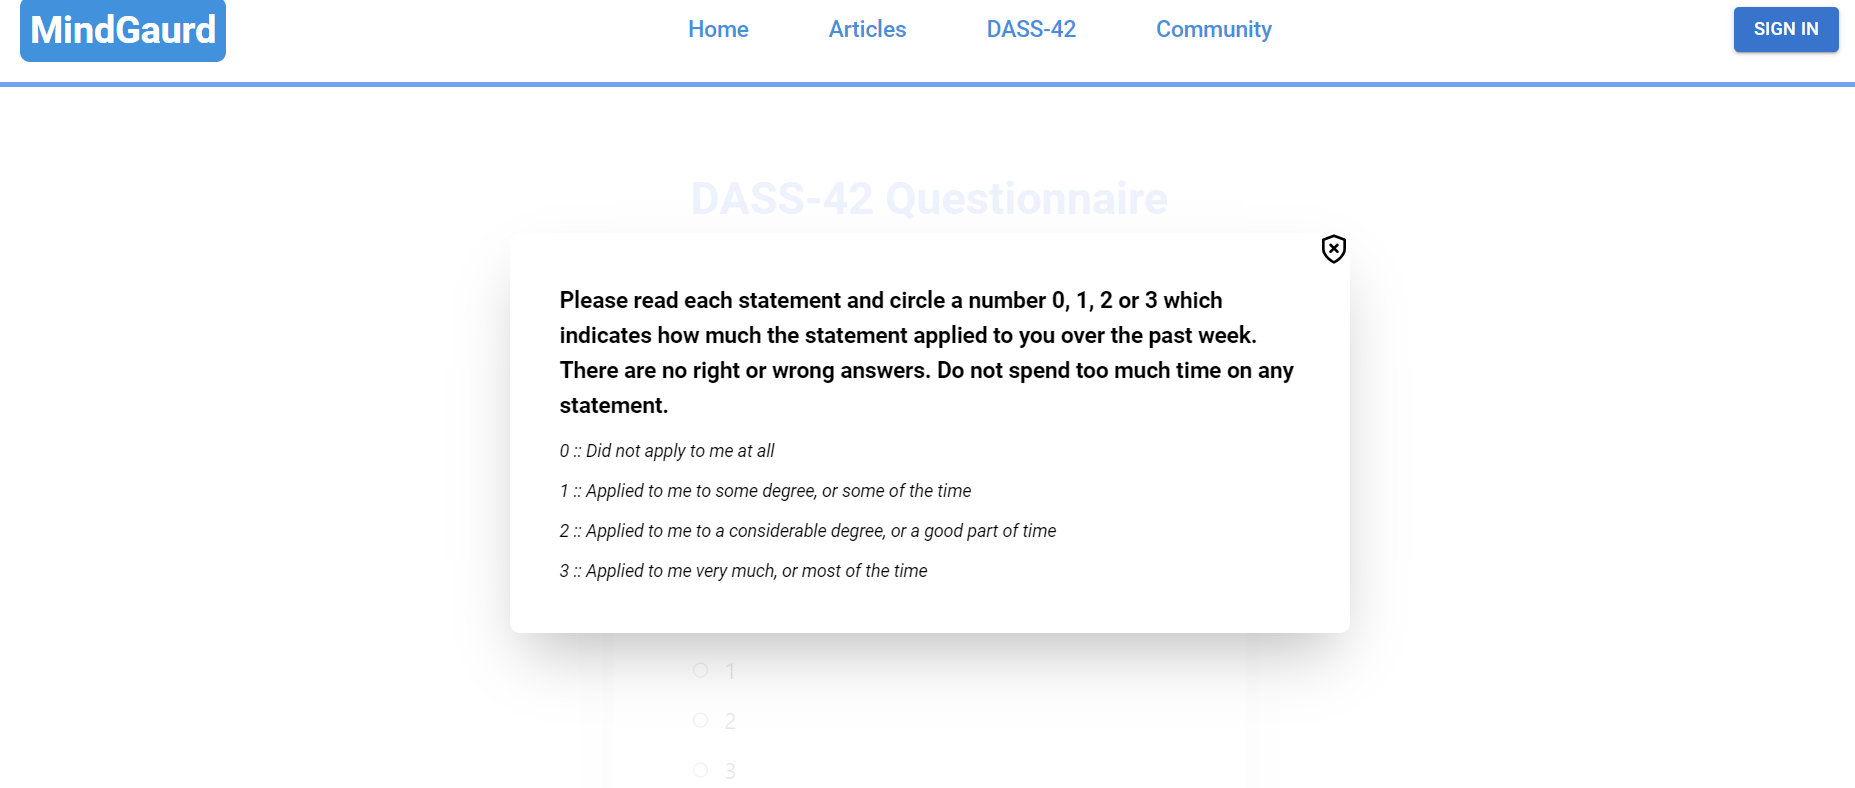 MindGaurd
Home
Articles
DASS-42
Community
SIGN IN
DASS-42 Questionnaire
Please read each statement and circle a number 0, 1, 2 or 3 which
indicates how much the statement applied to you over the past week.
There are no right or wrong answers. Do not spend too much time on any
statement.
0 :: Did not apply to me at all
1 :: Applied to me to some degree, or some of the time
2 :: Applied to me to a considerable degree, or a good part of time
3 :: Applied to me very much, or most of the time
1
2
3